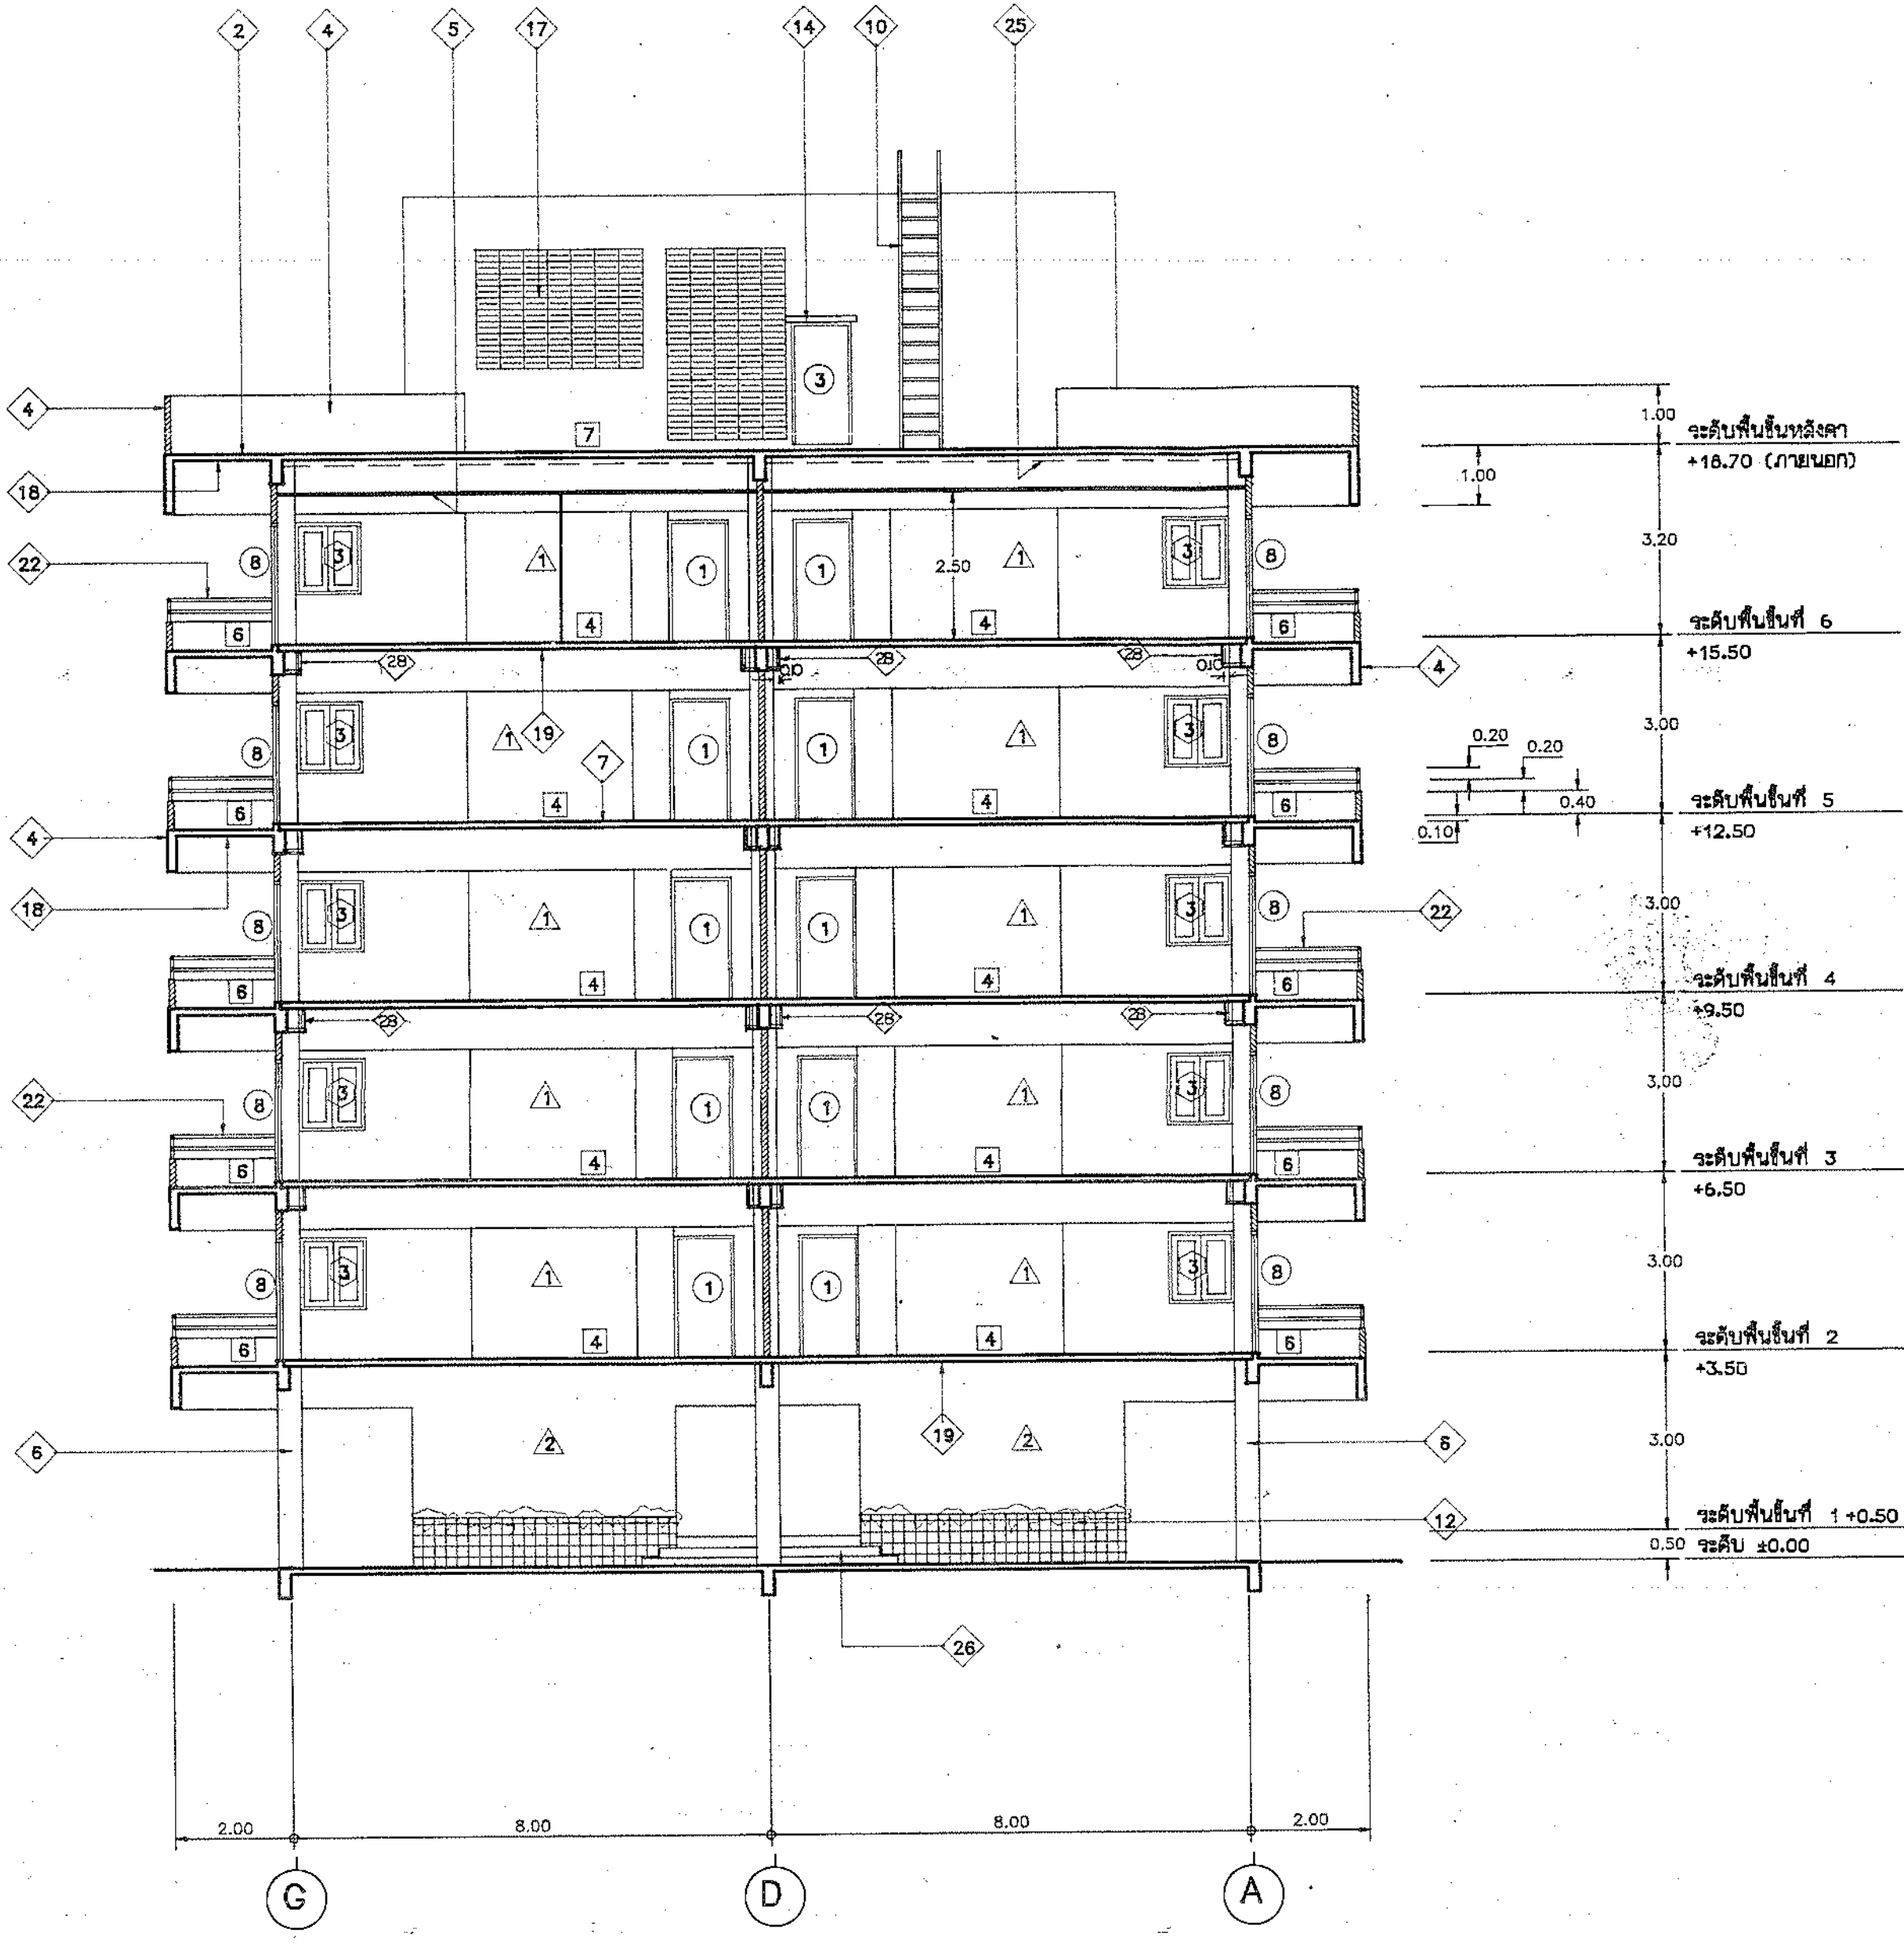 2 4 5 17 14 10 25
3
4 4 1.00
7 ระดับพื้นชั้นหลังคา
+18.70 (ภายนอก)
18 1.00
3.20
22 8 3 1 1 1 2.50 1 3 8
6 4 4 6 ระดับพื้นชั้นที่ 6
+15.50
28 28 28 4
0.10 0.10
8 3 1 19 1 1 1 3 8 3.00
7 0.20 0.20
6 4 4 6 0.40 ระดับพื้นชั้นที่ 5
4 0.10 +12.50
18 8 3 1 1 1 1 3 8 22 3.00
6 4 4 6 ระดับพื้นชั้นที่ 4
28 28 28 +9.50
22 8 3 1 1 1 1 3 8 3.00
6 4 4 6 ระดับพื้นชั้นที่ 3
+6.50
8 3 1 1 1 1 3 8 3.00
6 4 4 6 ระดับพื้นชั้นที่ 2
+3.50
6 2 19 2 6 3.00
12 ระดับพื้นชั้นที่ 1 +0.50
0.50 ระดับ ±0.00
26
2.00 8.00 8.00 2.00
G D A